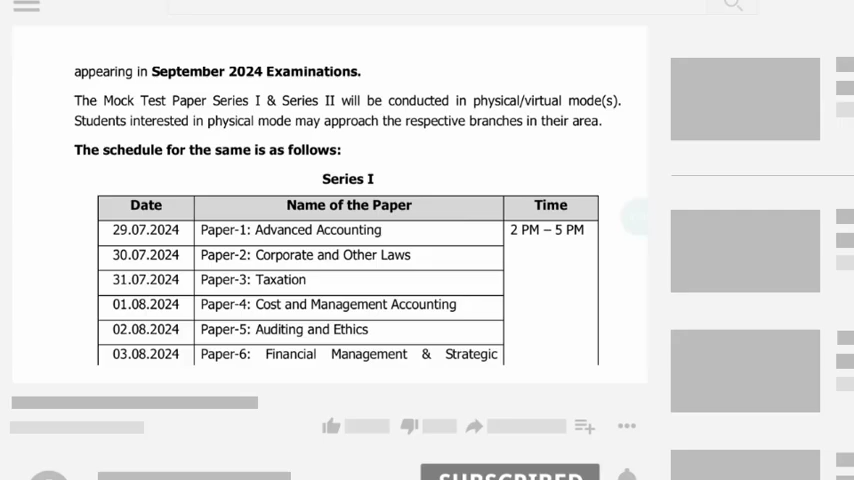 appearing in September 2024 Examinations.
The Mock Test Paper Series I & Series II will be conducted in physical/virtual mode(s).
Students interested in physical mode may approach the respective branches in their area.
The schedule for the same is as follows:
Series I
Date Name of the Paper Time
29.07.2024 Paper-1: Advanced Accounting 2 PM – 5 PM
30.07.2024 Paper-2: Corporate and Other Laws
31.07.2024 Paper-3: Taxation
01.08.2024 Paper-4: Cost and Management Accounting
02.08.2024 Paper-5: Auditing and Ethics
03.08.2024 Paper-6: Financial Management & Strategic
SUBSCRIBED